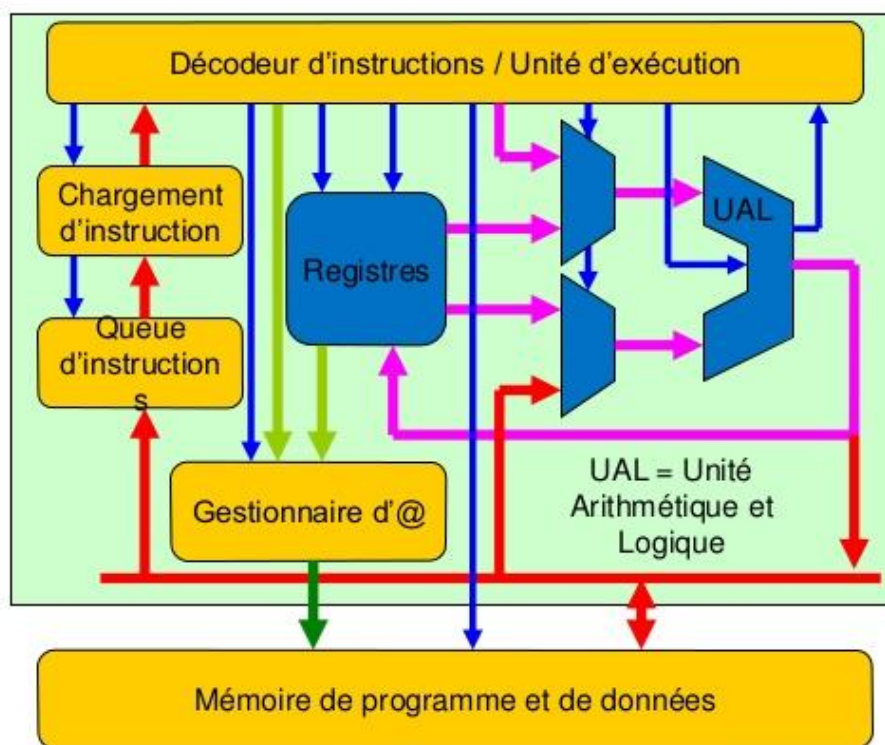 Décodeur d'instructions / Unité d'exécution
Chargement
d'instruction
UAL
Registres
Queue
d'instruction
s
UAL = Unité
Arithmétique et
Logique
Gestionnaire d'@
Mémoire de programme et de données